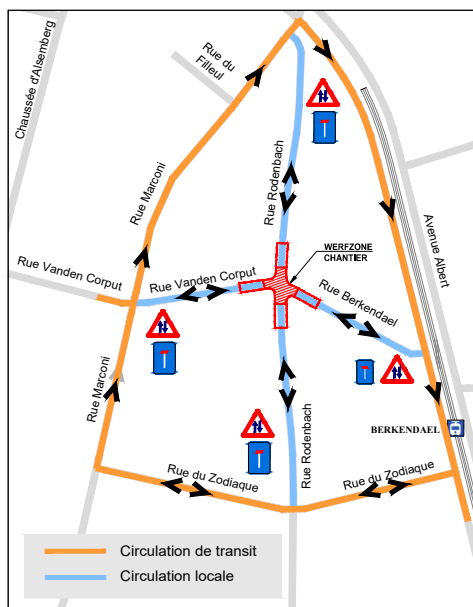 Chaussée d'Alsemberg
Rue du
Filleul
Rue Marconi
Rue Rodenbach
WERFZONE
CHANTIER
Avenue Albert
Rue Vanden Corput
Rue Vanden Corput
Rue Berkendael
Rue Marconi
BERKENDAEL
Rue Rodenbach
Rue du Zodiaque
Rue du Zodiaque
Circulation de transit
Circulation locale